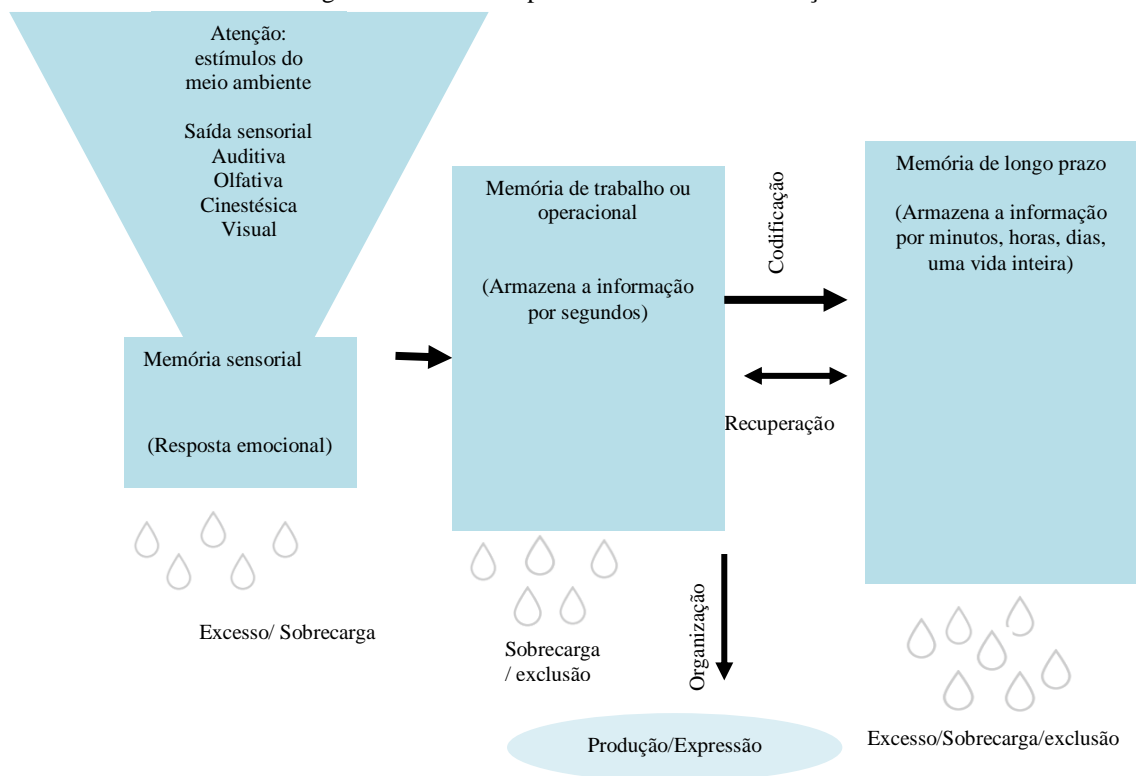 Atenção:
estímulos do
meio ambiente
Saída sensorial
Auditiva
Olfativa
Cinestésica
Visual
Memória sensorial
(Resposta emocional)
Excesso/ Sobrecarga
Memória de trabalho ou
operacional
(Armazena a informação
por segundos)
Sobrecarga
/ exclusão
Codificação
Recuperação
Organização
Produção/Expressão
Memória de longo prazo
(Armazena a informação
por minutos, horas, dias,
uma vida inteira)
Excesso/Sobrecarga/exclusão